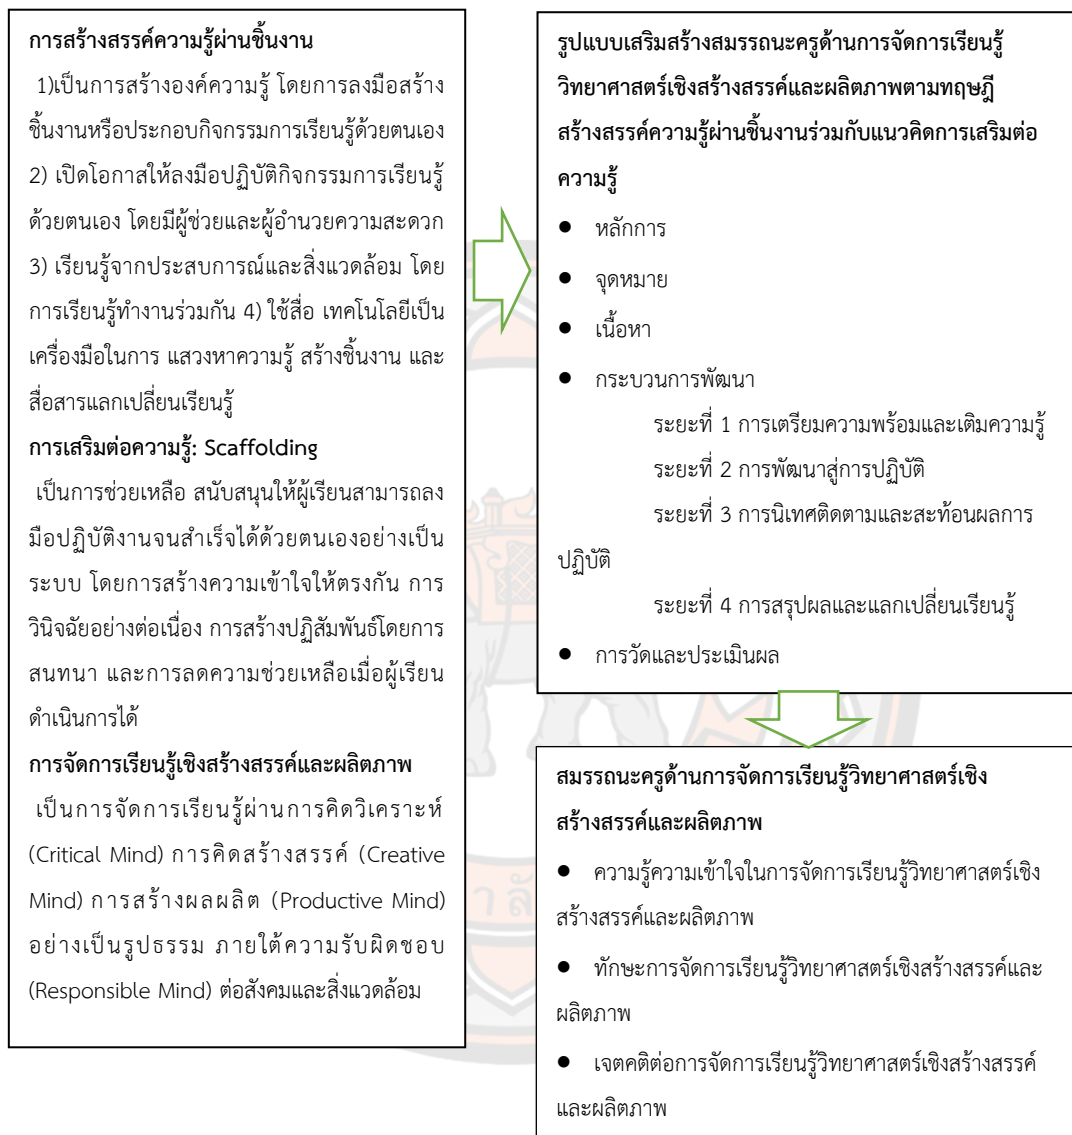 การสร้างสรรค์ความรู้ผ่านชิ้นงาน
1)เป็นการสร้างองค์ความรู้ โดยการลงมือสร้าง
ชิ้นงานหรือประกอบกิจกรรมการเรียนรู้ด้วยตนเอง
2) เปิดโอกาสให้ลงมือปฏิบัติกิจกรรมการเรียนรู้
ด้วยตนเอง โดยมีผู้ช่วยและผู้อำนวยความสะดวก
3) เรียนรู้จากประสบการณ์และสิ่งแวดล้อม โดย
การเรียนรู้ทำงานร่วมกัน 4) ใช้สื่อ เทคโนโลยีเป็น
เครื่องมือในการ แสวงหาความรู้ สร้างชิ้นงาน และ
สื่อสารแลกเปลี่ยนเรียนรู้
การเสริมต่อความรู้: Scaffolding
เป็นการช่วยเหลือ สนับสนุนให้ผู้เรียนสามารถลง
มือปฏิบัติงานจนสำเร็จได้ด้วยตนเองอย่างเป็น
ระบบ โดยการสร้างความเข้าใจให้ตรงกัน การ
วินิจฉัยอย่างต่อเนื่อง การสร้างปฏิสัมพันธ์โดยการ
สนทนา และการลดความช่วยเหลือเมื่อผู้เรียน
ดำเนินการได้
การจัดการเรียนรู้เชิงสร้างสรรค์และผลิตภาพ
เป็นการจัดการเรียนรู้ผ่านการคิดวิเคราะห์
(Critical Mind) การคิดสร้างสรรค์ (Creative
Mind) การสร้างผลผลิต (Productive Mind)
อย่างเป็นรูปธรรม ภายใต้ความรับผิดชอบ
(Responsible Mind) ต่อสังคมและสิ่งแวดล้อม
รูปแบบเสริมสร้างสมรรถนะครูด้านการจัดการเรียนรู้
วิทยาศาสตร์เชิงสร้างสรรค์และผลิตภาพตามทฤษฎี
สร้างสรรค์ความรู้ผ่านชิ้นงานร่วมกับแนวคิดการเสริมต่อ
ความรู้
● หลักการ
● จุดหมาย
● เนื้อหา
● กระบวนการพัฒนา
ระยะที่ 1 การเตรียมความพร้อมและเติมความรู้
ระยะที่ 2 การพัฒนาสู่การปฏิบัติ
ระยะที่ 3 การนิเทศติดตามและสะท้อนผลการ
ปฏิบัติ
ระยะที่ 4 การสรุปผลและแลกเปลี่ยนเรียนรู้
● การวัดและประเมินผล
สมรรถนะครูด้านการจัดการเรียนรู้วิทยาศาสตร์เชิง
สร้างสรรค์และผลิตภาพ
● ความรู้ความเข้าใจในการจัดการเรียนรู้วิทยาศาสตร์เชิง
สร้างสรรค์และผลิตภาพ
● ทักษะการจัดการเรียนรู้วิทยาศาสตร์เชิงสร้างสรรค์และ
ผลิตภาพ
● เจตคติต่อการจัดการเรียนรู้วิทยาศาสตร์เชิงสร้างสรรค์
และผลิตภาพ